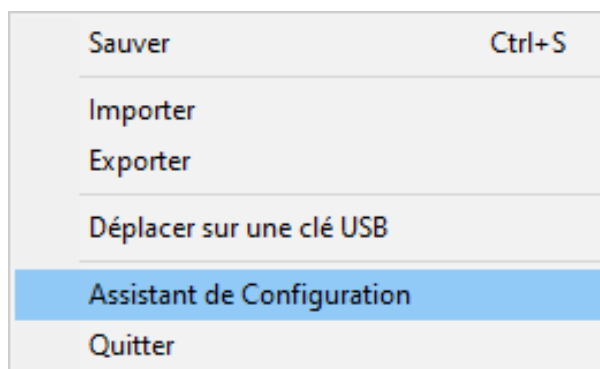 Sauver Ctrl+S
Importer
Exporter
Déplacer sur une clé USB
Assistant de Configuration
Quitter